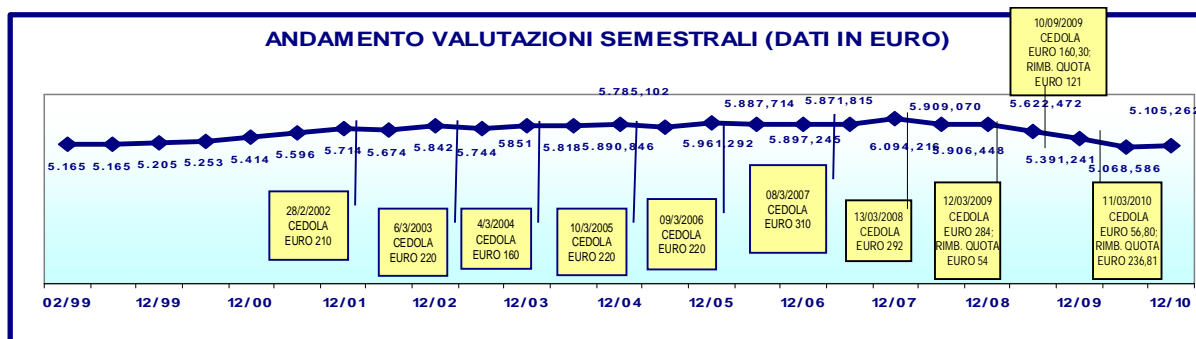 ANDAMENTO VALUTAZIONI SEMESTRALI (DATI IN EURO)
10/09/2009
CEDOLA
EURO 160,30;
RIMB. QUOTA
EURO 121
5.165
5.165
5.205
5.253
5.414
5.596
5.714
5.674
5.842
5.744
5851
5.818
5.890,846
5.785,102
5.961,292
5.887,714
5.897,245
5.871,815
6.094,216
5.909,070
5.906,448
5.622,472
5.391,241
5.068,586
5.105,262
28/2/2002
CEDOLA
EURO 210
6/3/2003
CEDOLA
EURO 220
4/3/2004
CEDOLA
EURO 160
10/3/2005
CEDOLA
EURO 220
09/3/2006
CEDOLA
EURO 220
08/3/2007
CEDOLA
EURO 310
13/03/2008
CEDOLA
EURO 292
12/03/2009
CEDOLA
EURO 284;
RIMB. QUOTA
EURO 54
11/03/2010
CEDOLA
EURO 56,80;
RIMB. QUOTA
EURO 236,81
02/99 12/99 12/00 12/01 12/02 12/03 12/04 12/05 12/06 12/07 12/08 12/09 12/10